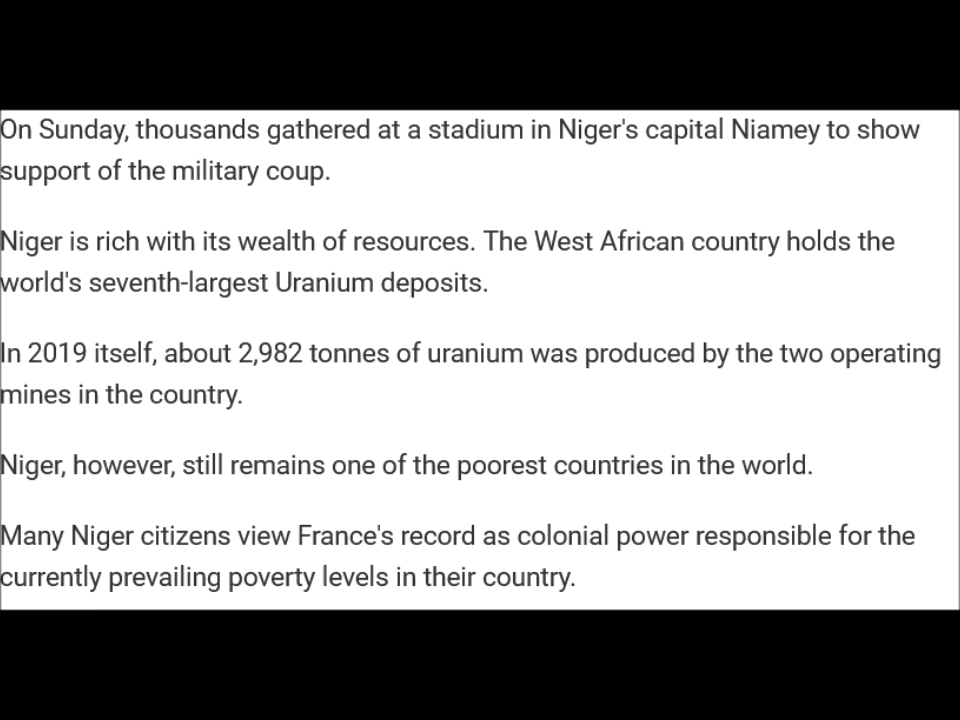 On Sunday, thousands gathered at a stadium in Niger's capital Niamey to show
support of the military coup.
Niger is rich with its wealth of resources. The West African country holds the
world's seventh-largest Uranium deposits.
In 2019 itself, about 2,982 tonnes of uranium was produced by the two operating
mines in the country.
Niger, however, still remains one of the poorest countries in the world.
Many Niger citizens view France's record as colonial power responsible for the
currently prevailing poverty levels in their country.